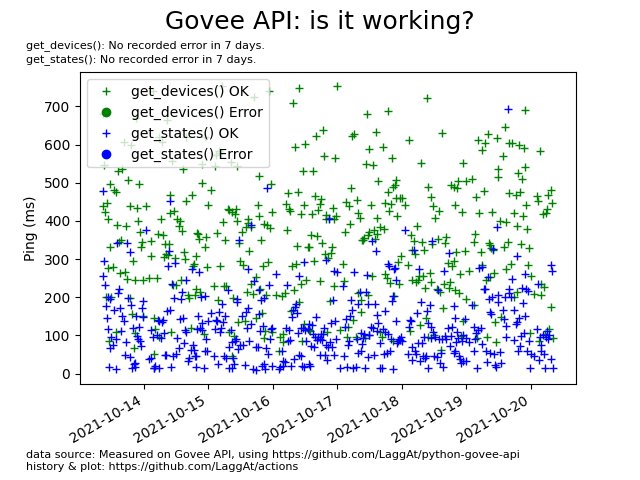 Govee API: is it working?
get_devices(): No recorded error in 7 days.
get_states(): No recorded error in 7 days.
get_devices() OK
get_devices() Error
get_states() OK
get_states() Error
Ping (ms)
700
600
500
400
300
200
100
0
2021-10-14
2021-10-15
2021-10-16
2021-10-17
2021-10-18
2021-10-19
2021-10-20
data source: Measured on Govee API, using https://github.com/LaggAt/python-govee-api
history & plot: https://github.com/LaggAt/actions